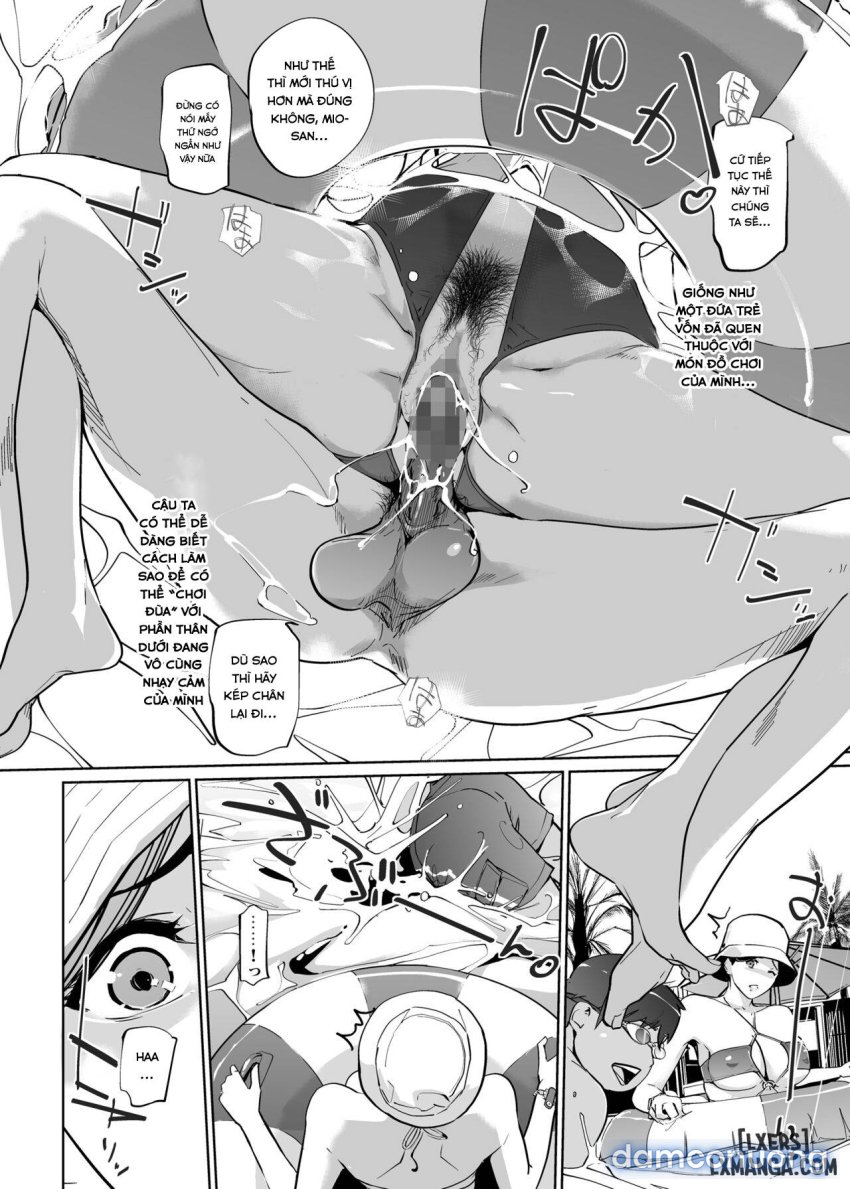 NHƯ THẾ
THÌ MỚI THÚ VỊ
HƠN MÀ ĐÚNG
KHÔNG, MIO-
SAN...
ĐỪNG CÓ
NÓI MẤY
THỨ NGỚ
NGẨN NHƯ
VẬY NỮA
CỨ TIẾP
TỤC THẾ
NÀY THÌ
CHÚNG
TA SẼ...
GIỐNG NHƯ
MỘT ĐỨA TRẺ
VỐN ĐÃ QUEN
THUỘC VỚI
MÓN ĐỒ CHƠI
CỦA MÌNH...
CẬU TA
CÓ THỂ DỄ
DÀNG BIẾT
CÁCH LÀM
SAO ĐỂ CÓ
THỂ "CHƠI
ĐÙA" VỚI
PHẦN THÂN
DƯỚI ĐANG
VÔ CÙNG
NHẠY CẢM
CỦA MÌNH
DÙ SAO
THÌ HÃY
KÉP CHÂN
LẠI ĐI...
………!っ
HAA
...
[LXERS]
LXMANGA.COM